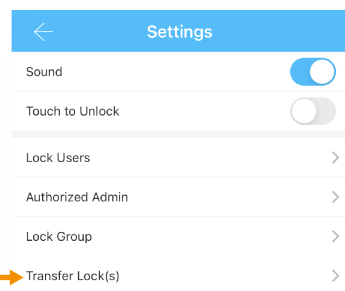 Settings
Sound
Touch to Unlock
Lock Users
Authorized Admin
Lock Group
Transfer Lock(s)